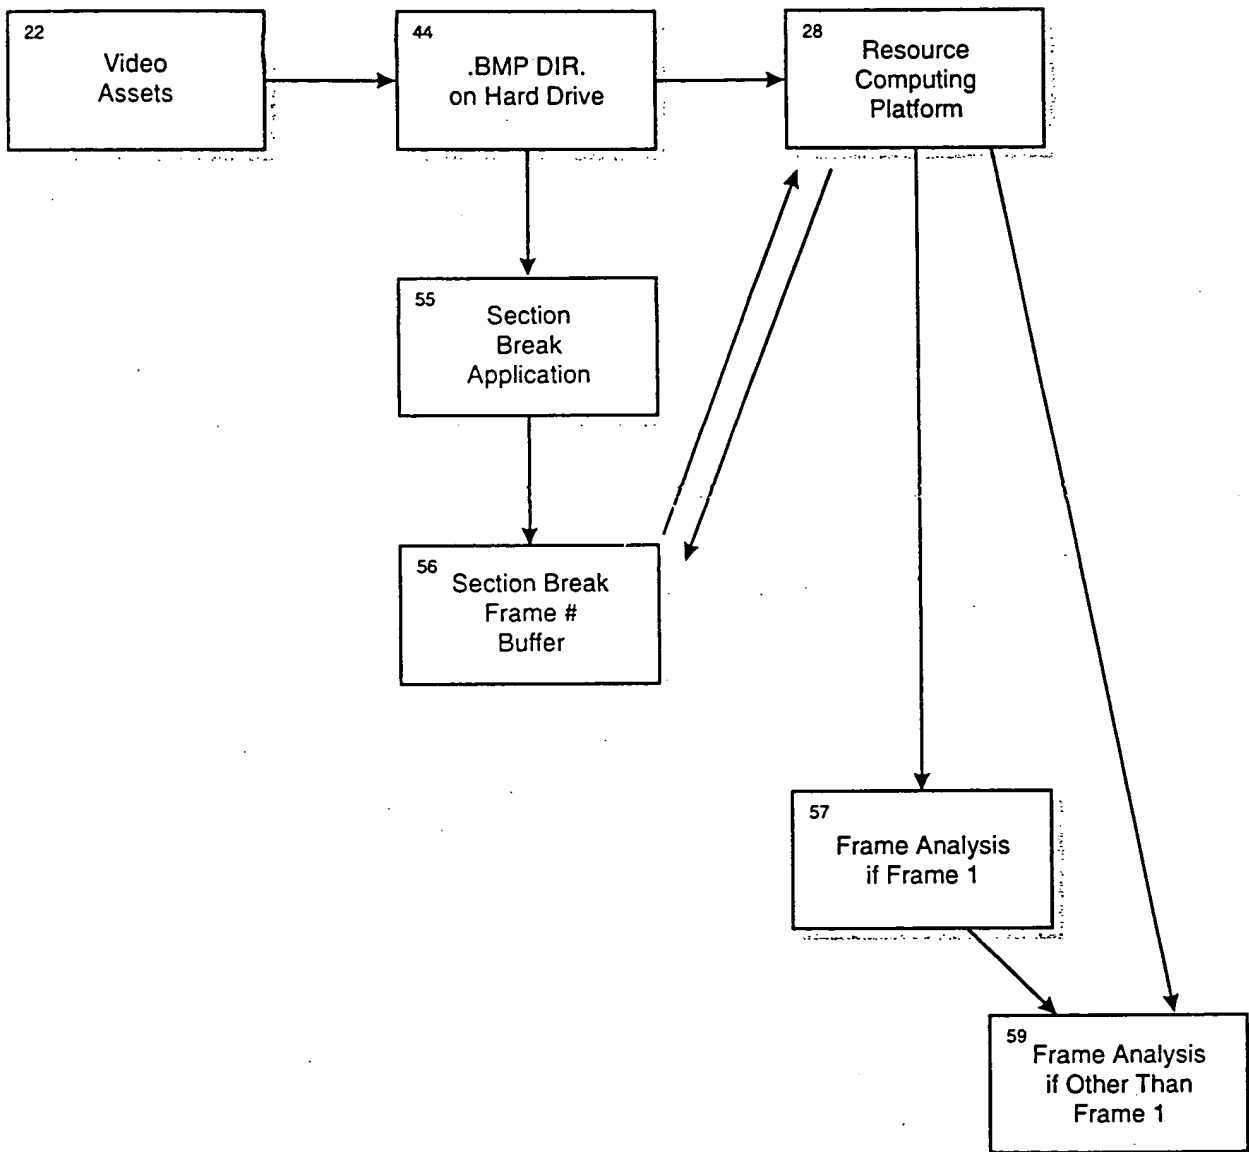 22
Video
Assets
44
.BMP DIR.
on Hard Drive
28
Resource
Computing
Platform
55
Section
Break
Application
56
Section Break
Frame #
Buffer
57
Frame Analysis
if Frame 1
59
Frame Analysis
if Other Than
Frame 1